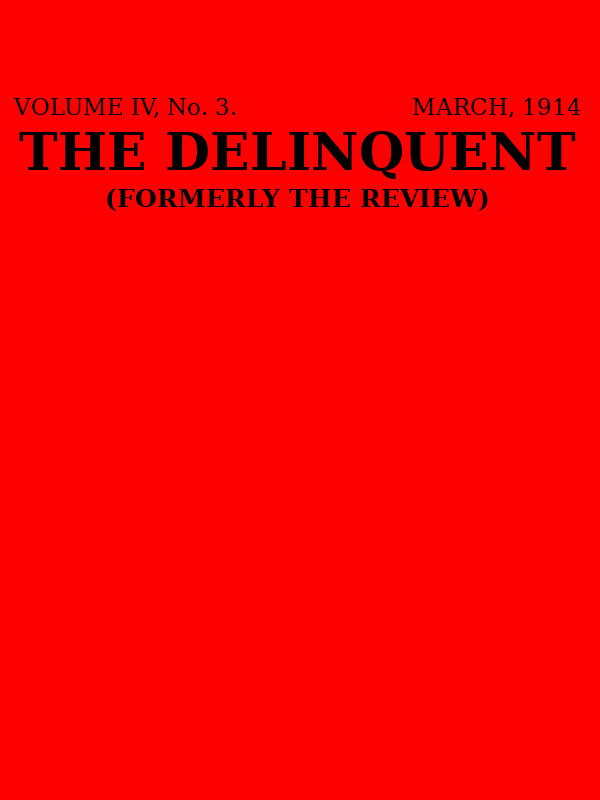 VOLUME IV, No. 3. MARCH, 1914
THE DELINQUENT
(FORMERLY THE REVIEW)